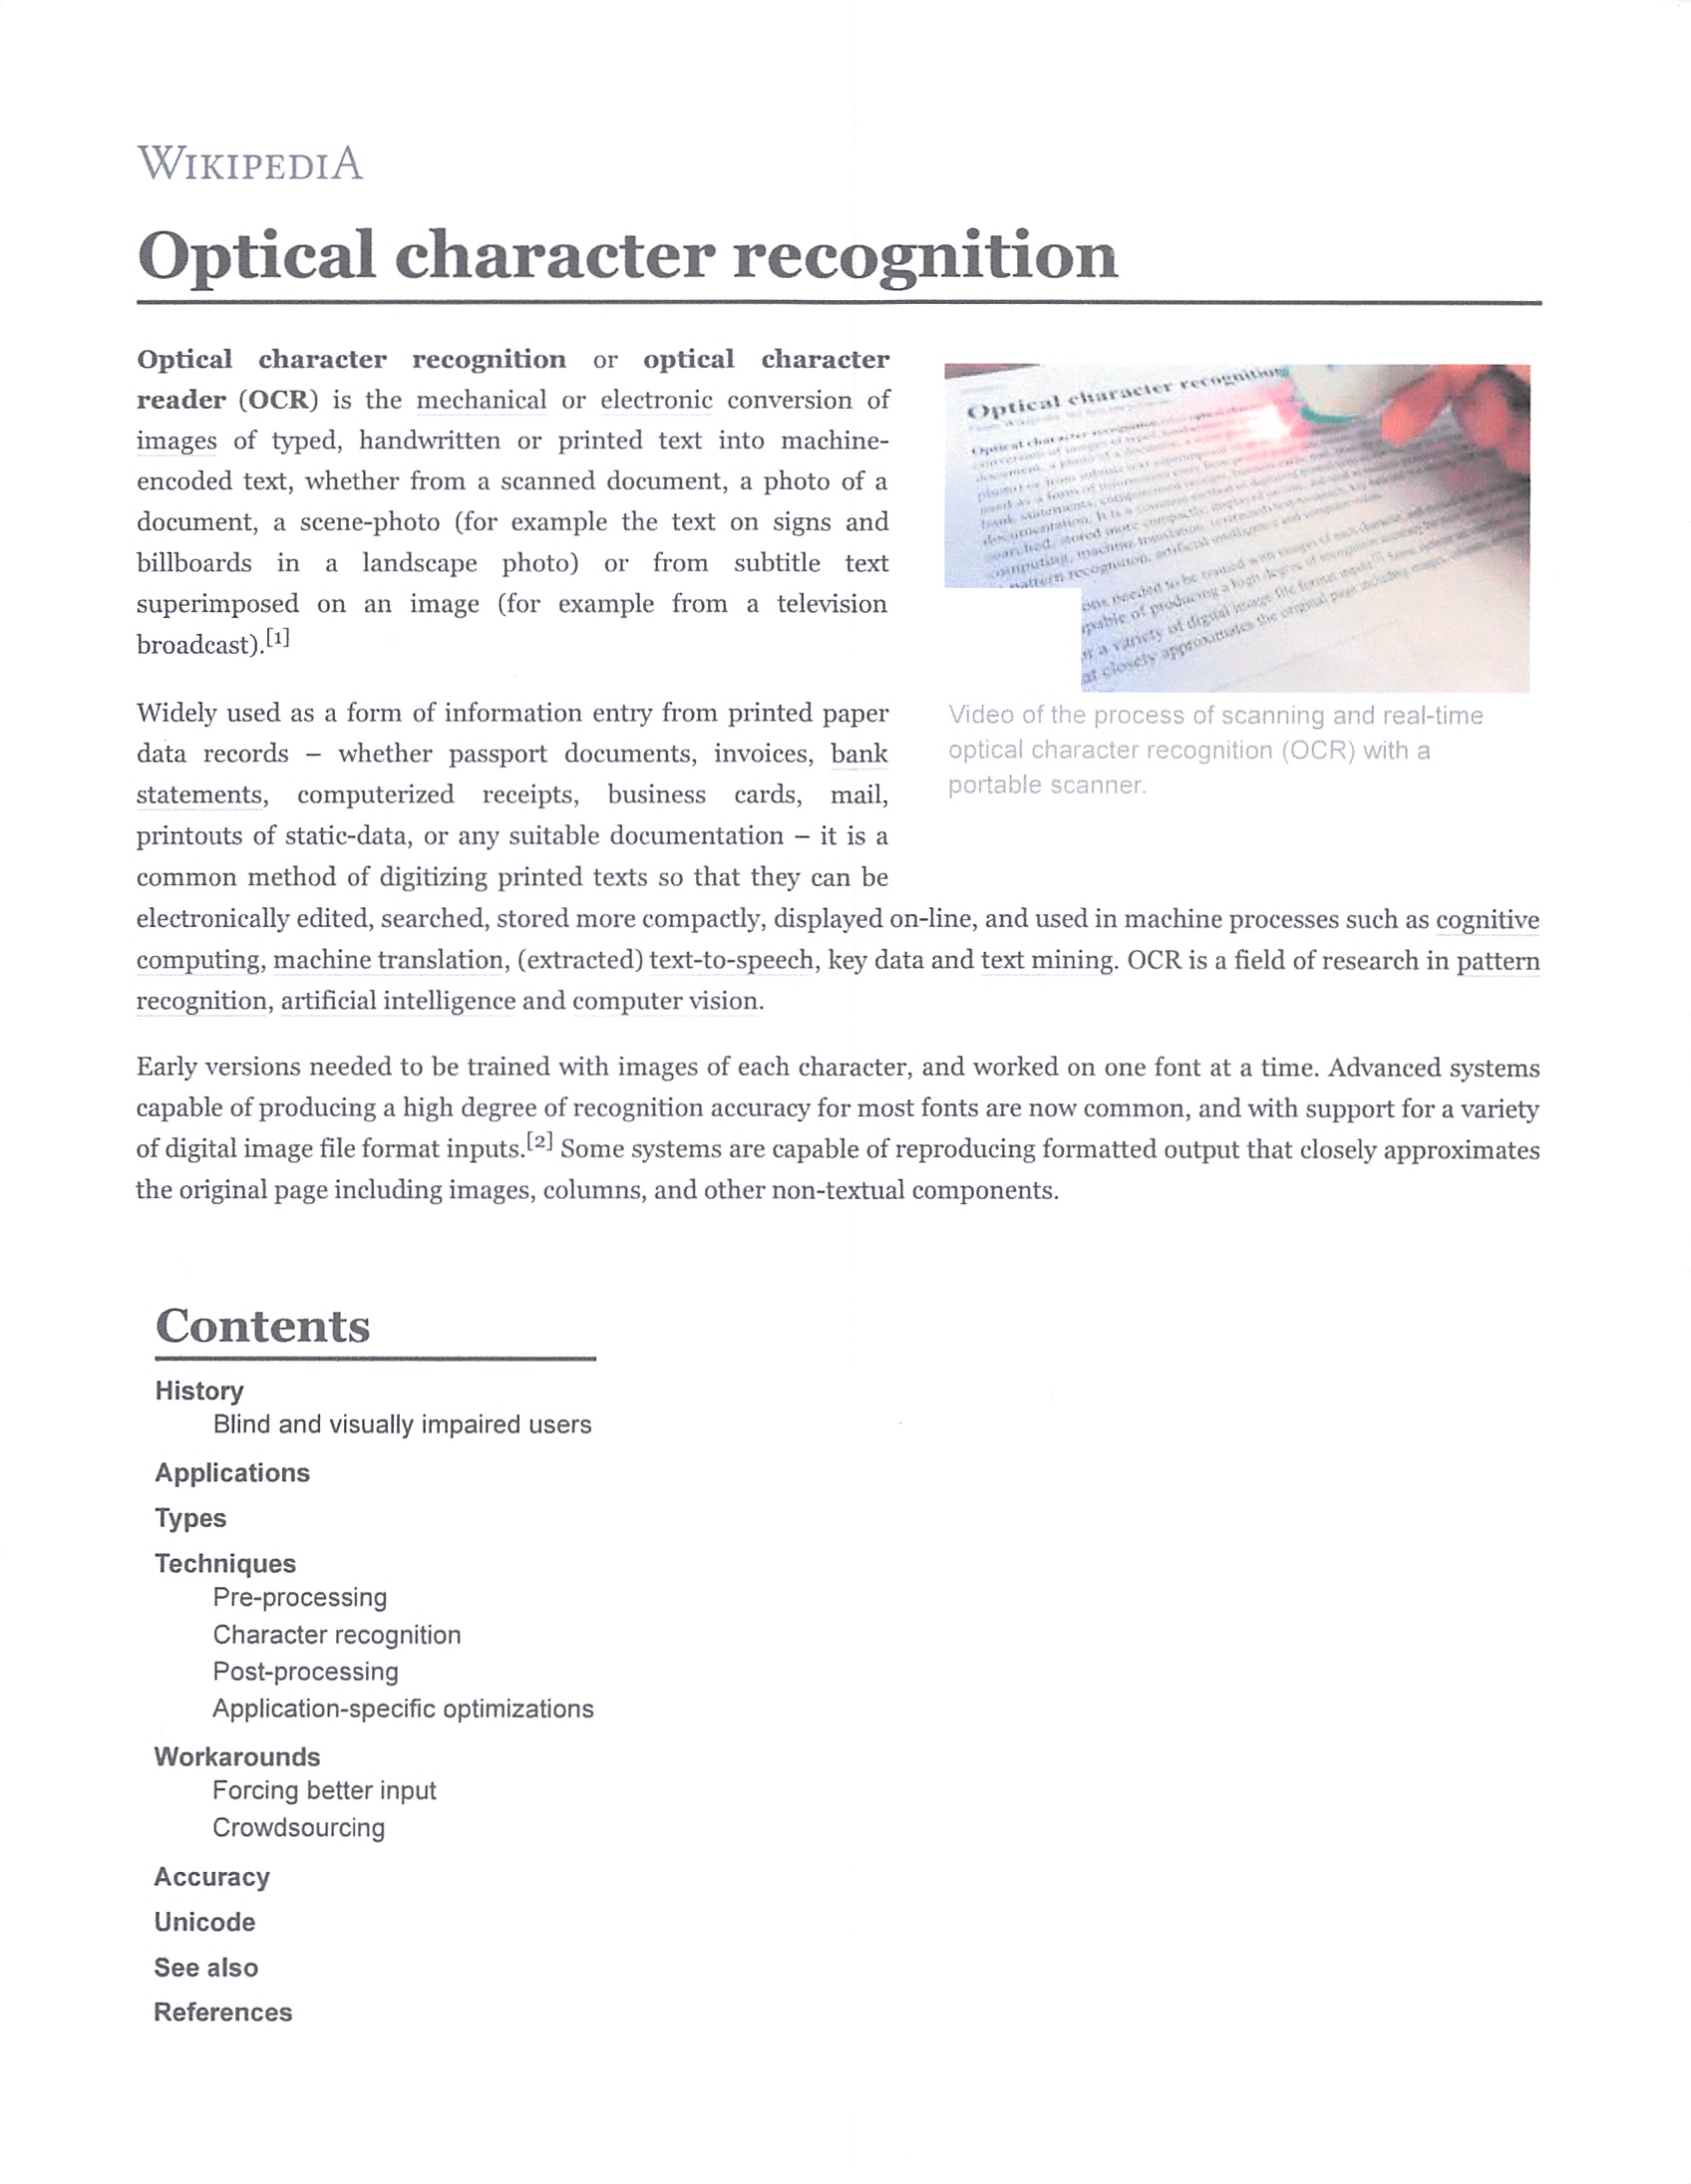 WIKIPEDIA
Optical character recognition
Optical character recognition or optical character
reader (OCR) is the mechanical or electronic conversion of
images of typed, handwritten or printed text into machine-
encoded text, whether from a scanned document, a photo of a
document, a scene-photo (for example the text on signs and
billboards in a landscape photo) or from subtitle text
superimposed on an image (for example from a television
broadcast).[1]
Optical character recognition
Video of the process of scanning and real-time
optical character recognition (OCR) with a
portable scanner.
Widely used as a form of information entry from printed paper
data records – whether passport documents, invoices, bank
statements, computerized receipts, business cards, mail,
printouts of static-data, or any suitable documentation – it is a
common method of digitizing printed texts so that they can be
electronically edited, searched, stored more compactly, displayed on-line, and used in machine processes such as cognitive
computing, machine translation, (extracted) text-to-speech, key data and text mining. OCR is a field of research in pattern
recognition, artificial intelligence and computer vision.
Early versions needed to be trained with images of each character, and worked on one font at a time. Advanced systems
capable of producing a high degree of recognition accuracy for most fonts are now common, and with support for a variety
of digital image file format inputs.[2] Some systems are capable of reproducing formatted output that closely approximates
the original page including images, columns, and other non-textual components.
Contents
History
Blind and visually impaired users
Applications
Types
Techniques
Pre-processing
Character recognition
Post-processing
Application-specific optimizations
Workarounds
Forcing better input
Crowdsourcing
Accuracy
Unicode
See also
References